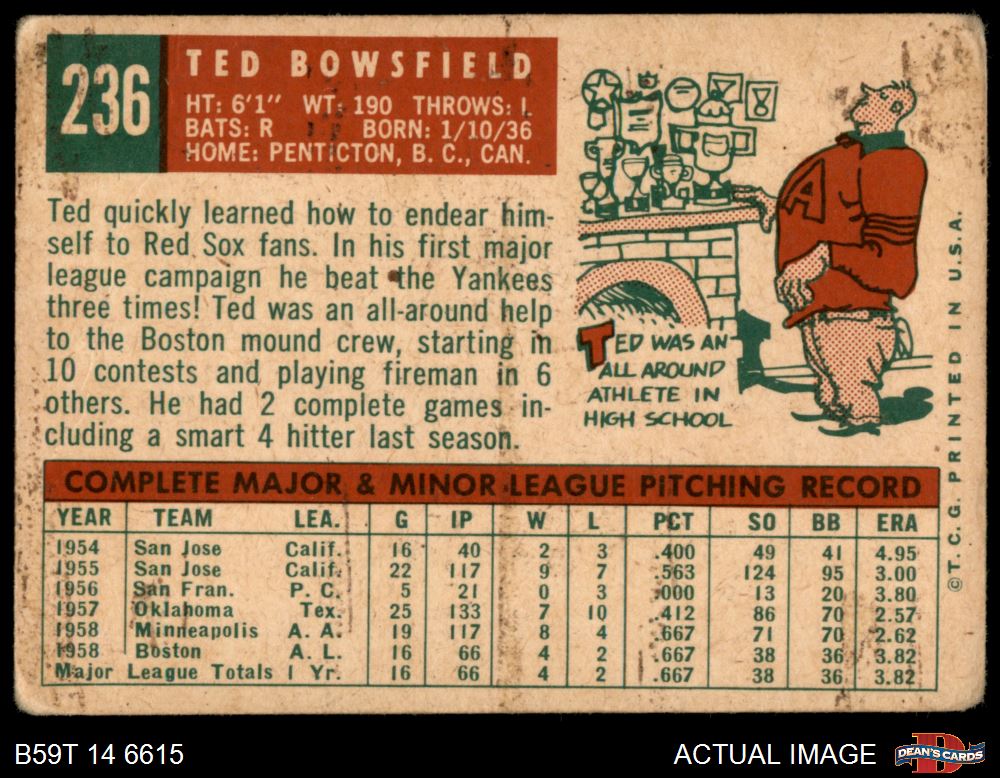 236
TED BOWSFIELD
HT: 6'1" WT: 190 THROWS: L
BATS: R BORN: 1/10/36
HOME: PENTICTON, B. C., CAN.
Ted quickly learned how to endear him-
self to Red Sox fans. In his first major
league campaign he beat the Yankees
three times! Ted was an all-around help
to the Boston mound crew, starting in
10 contests and playing fireman in 6
others. He had 2 complete games in-
cluding a smart 4 hitter last season.
A
TED WAS AN
ALL AROUND
ATHLETE IN
HIGH SCHOOL
COMPLETE MAJOR & MINOR LEAGUE PITCHING RECORD
YEAR TEAM LEA. G IP W L PCT SO BB ERA
1954 San Jose Calif. 16 40 2 3 .400 49 41 4.95
1955 San Jose Calif. 22 117 9 7 .563 124 95 3.00
1956 San Fran. P. C. 5 21 0 3 .000 13 20 3.80
1957 Oklahoma Tex. 25 133 7 10 .412 86 70 2.57
1958 Minneapolis A. A. 19 117 8 4 .667 71 70 2.62
1958 Boston A. L. 16 66 4 2 .667 38 36 3.82
Major League Totals 1 Yr. 16 66 4 2 .667 38 36 3.82
©T. C. G. PRINTED IN U.S.A.
B59T 14 6615
ACTUAL IMAGE
D
DEAN'S CARDS